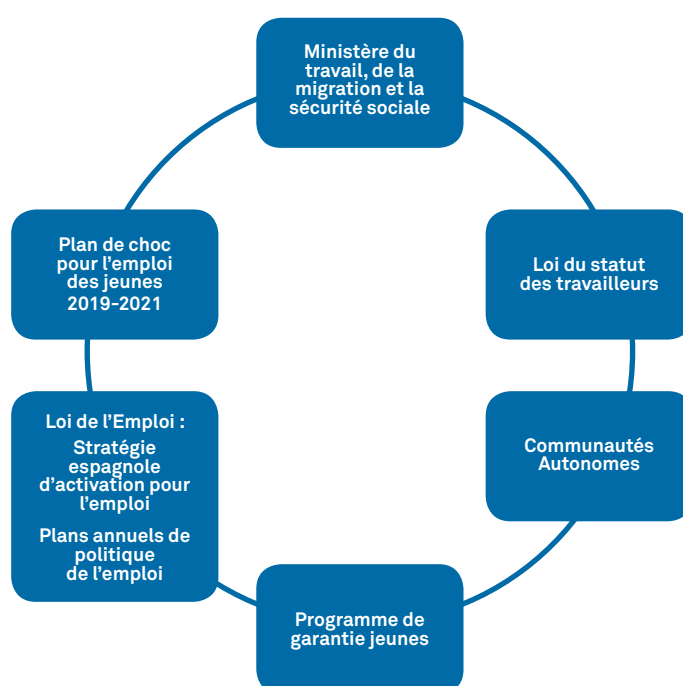 Ministère du
travail, de la
migration et la
sécurité sociale
Loi du statut
des travailleurs
Communautés
Autonomes
Programme de
garantie jeunes
Loi de l'Emploi :
Stratégie
espagnole
d'activation pour
l'emploi
Plans annuels de
politique
de l'emploi
Plan de choc
pour l'emploi
des jeunes
2019-2021